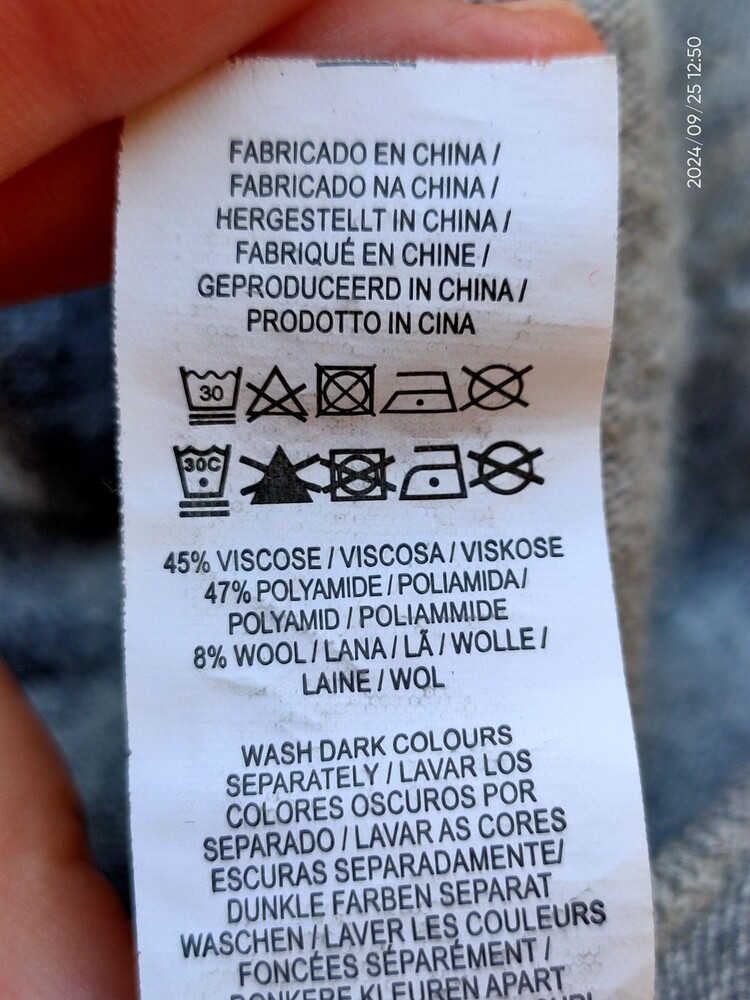 2024/09/25 12:50
FABRICADO EN CHINA /
FABRICADO NA CHINA /
HERGESTELLT IN CHINA /
FABRIQUÉ EN CHINE /
GEPRODUCEERD IN CHINA /
PRODOTTO IN CINA
30
30C
45% VISCOSE / VISCOSA / VISKOSE
47% POLYAMIDE / POLIAMIDA /
POLYAMID / POLIAMMIDE
8% WOOL / LANA / LÃ / WOLLE /
LAINE / WOL
WASH DARK COLOURS
SEPARATELY / LAVAR LOS
COLORES OSCUROS POR
SEPARADO / LAVAR AS CORES
ESCURAS SEPARADAMENTE/
DUNKLE FARBEN SEPARAT
WASCHEN / LAVER LES COULEURS
FONCÉES SÉPARÉMENT /
DONKERE KLEUREN APART